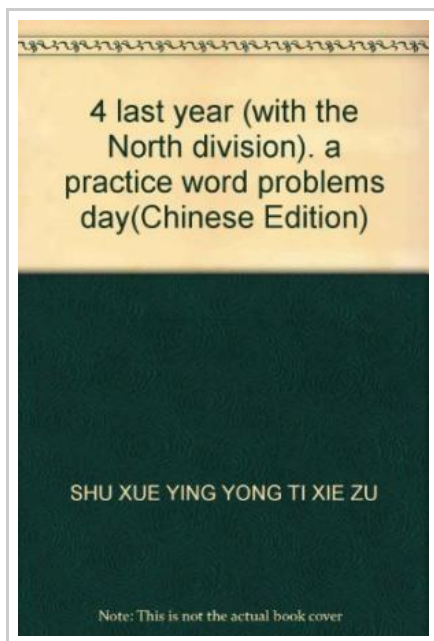 4 last year (with the
North division). a
practice word problems
day(Chinese Edition)
SHU XUE YING YONG TI XIE ZU
Note: This is not the actual book cover